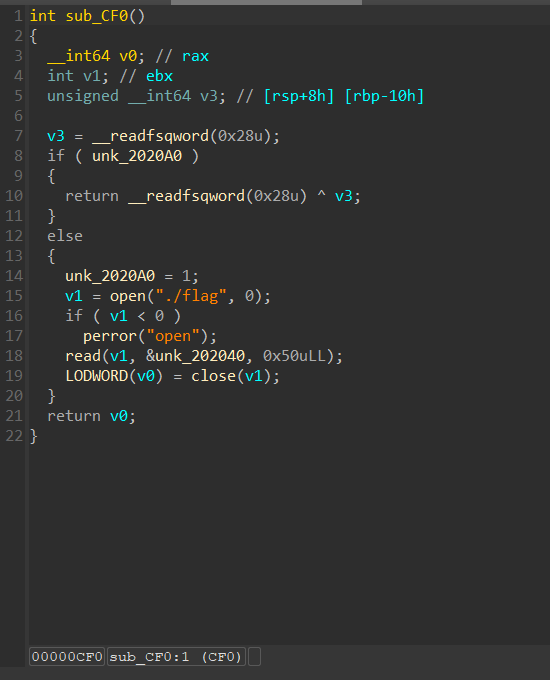 1 int sub_CF0()
2 {
3   __int64 v0; // rax
4   int v1; // ebx
5   unsigned __int64 v3; // [rsp+8h] [rbp-10h]
6
7   v3 = __readfsqword(0x28u);
8   if ( unk_2020A0 )
9   {
10     return __readfsqword(0x28u) ^ v3;
11   }
12   else
13   {
14     unk_2020A0 = 1;
15     v1 = open("./flag", 0);
16     if ( v1 < 0 )
17       perror("open");
18     read(v1, &unk_202040, 0x50uLL);
19     LODWORD(v0) = close(v1);
20   }
21   return v0;
22 }
00000CF0 sub_CF0:1 (CF0)